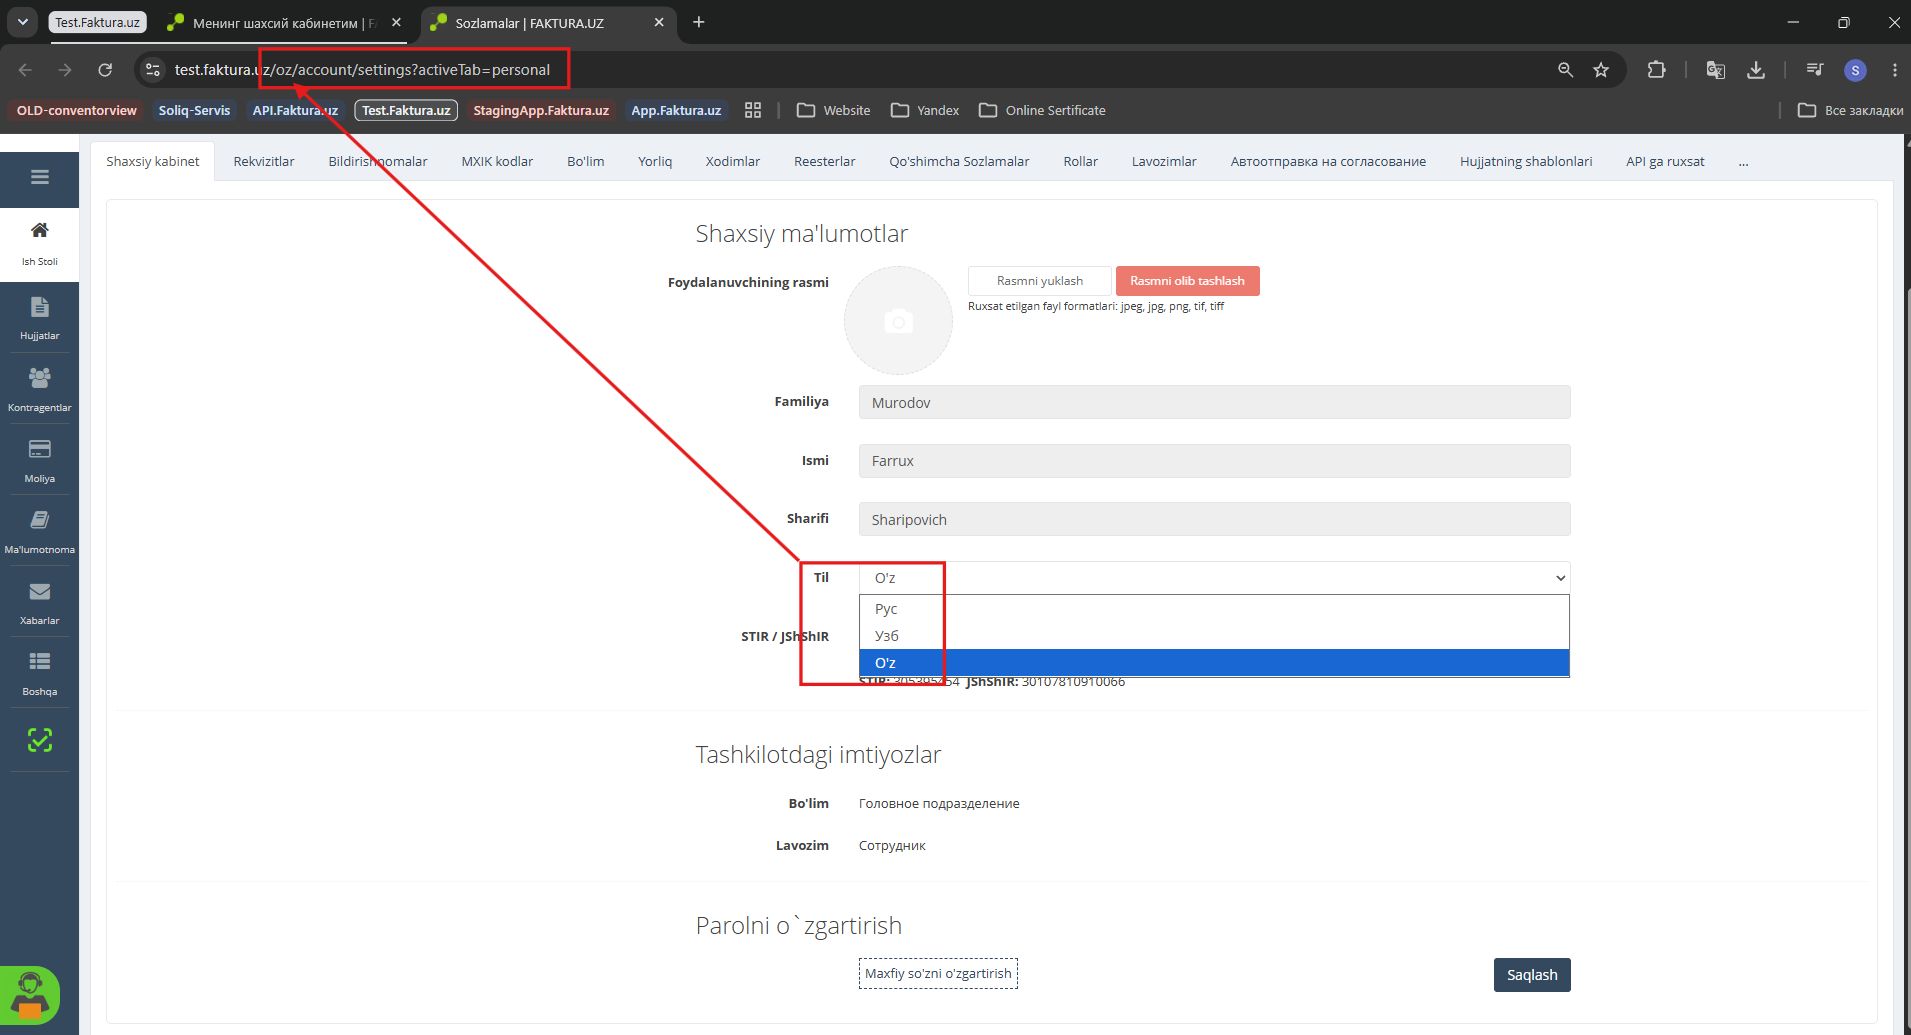 Test.Faktura.uz
Менинг шахсий кабинетим | F
Sozlamalar | FAKTURA.UZ
test.faktura.uz/oz/account/settings?activeTab=personal
S
OLD-conventorview
Soliq-Servis
API.Faktura.uz
Test.Faktura.uz
StagingApp.Faktura.uz
App.Faktura.uz
Website
Yandex
Online Sertificate
Все закладки
Shaxsiy kabinet
Rekvizitlar
Bildirishnomalar
MXIK kodlar
Bo'lim
Yorliq
Xodimlar
Reesterlar
Qo'shimcha Sozlamalar
Rollar
Lavozimlar
Автоотправка на согласование
Hujjatning shablonlari
API ga ruxsat
...
Ish Stoli
Hujjatlar
Kontragentlar
Moliya
Ma'lumotnoma
Xabarlar
Boshqa
Shaxsiy ma'lumotlar
Foydalanuvchining rasmi
Rasmni yuklash
Rasmni olib tashlash
Ruxsat etilgan fayl formatlari: jpeg, jpg, png, tif, tiff
Familiya
Murodov
Ismi
Farrux
Sharifi
Sharipovich
Til
O'z
Рус
Узб
O'z
STIR / JShShIR
STIR: 305395454 JShShIR: 30107810910066
Tashkilotdagi imtiyozlar
Bo'lim
Головное подразделение
Lavozim
Сотрудник
Parolni o`zgartirish
Maxfiy so'zni o'zgartirish
Saqlash